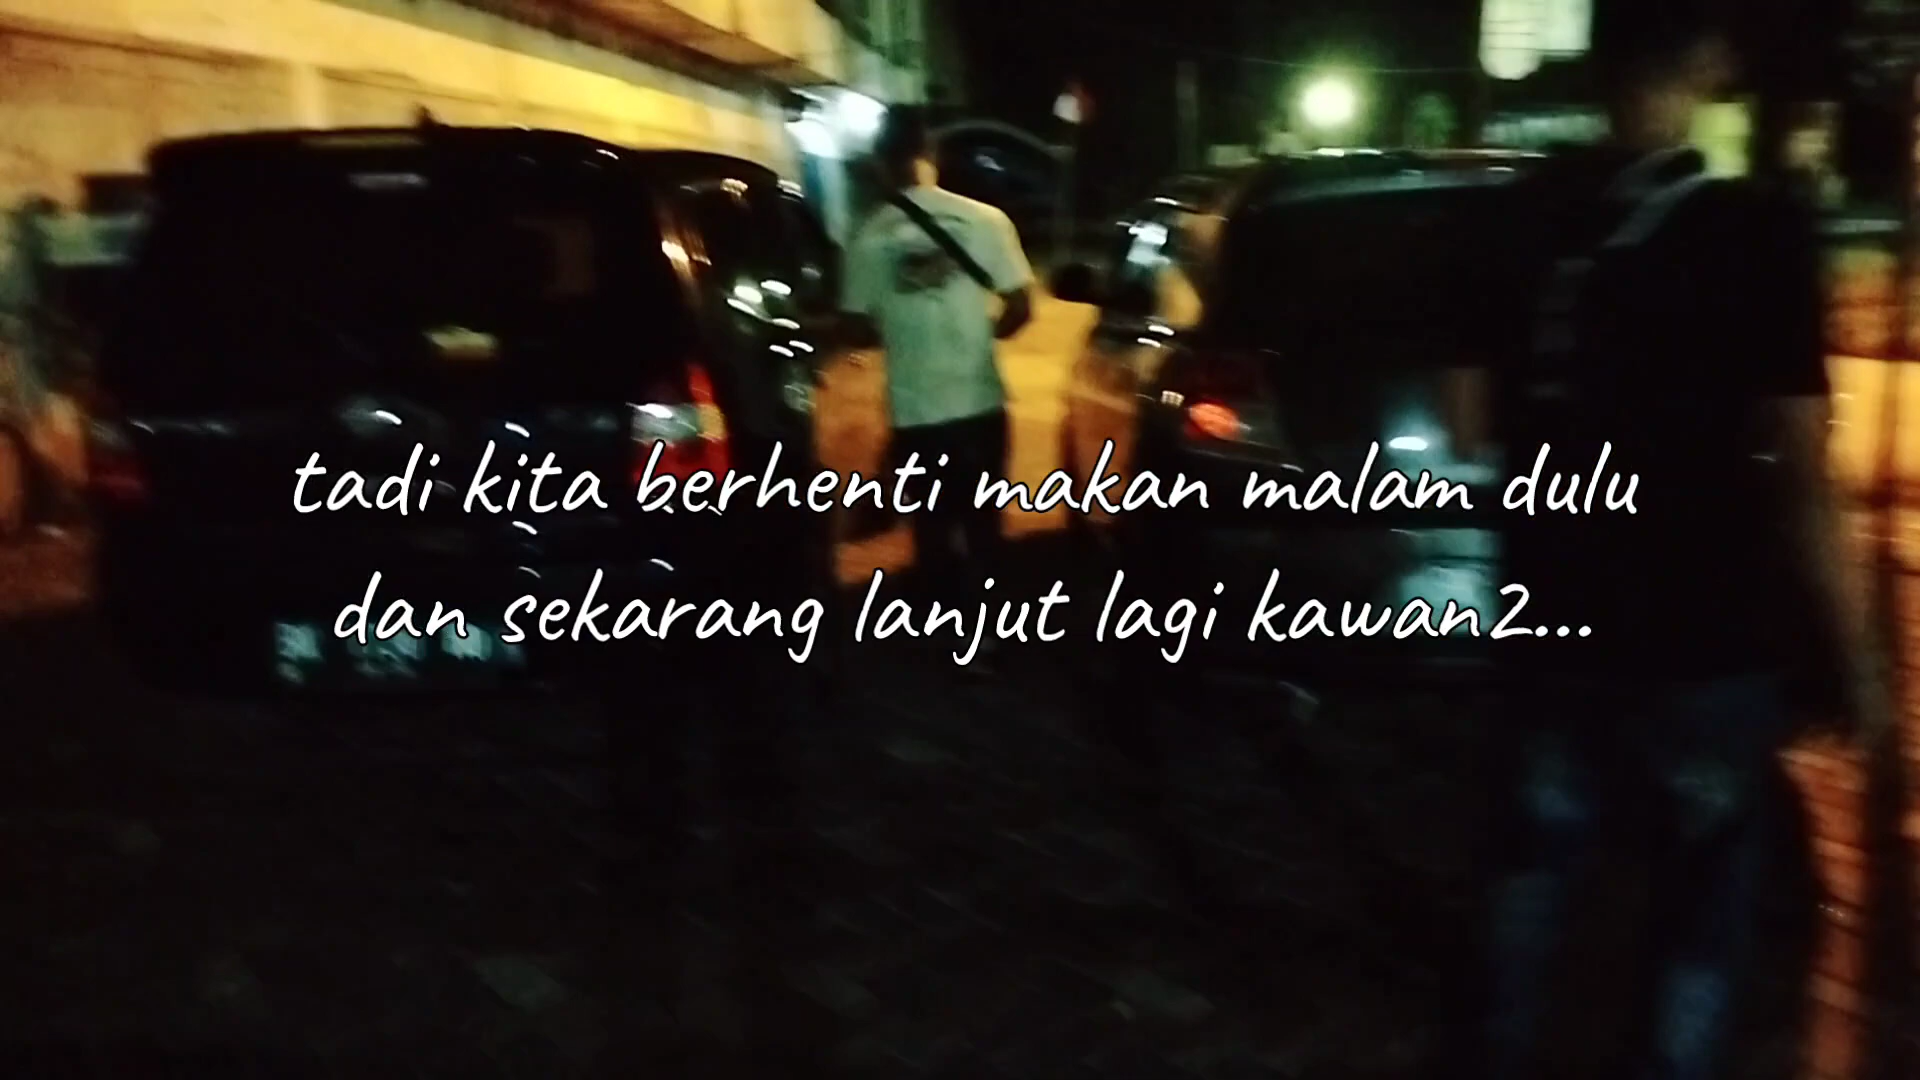 tadi kita berhenti makan malam dulu
dan sekarang lanjut lagi kawan2...